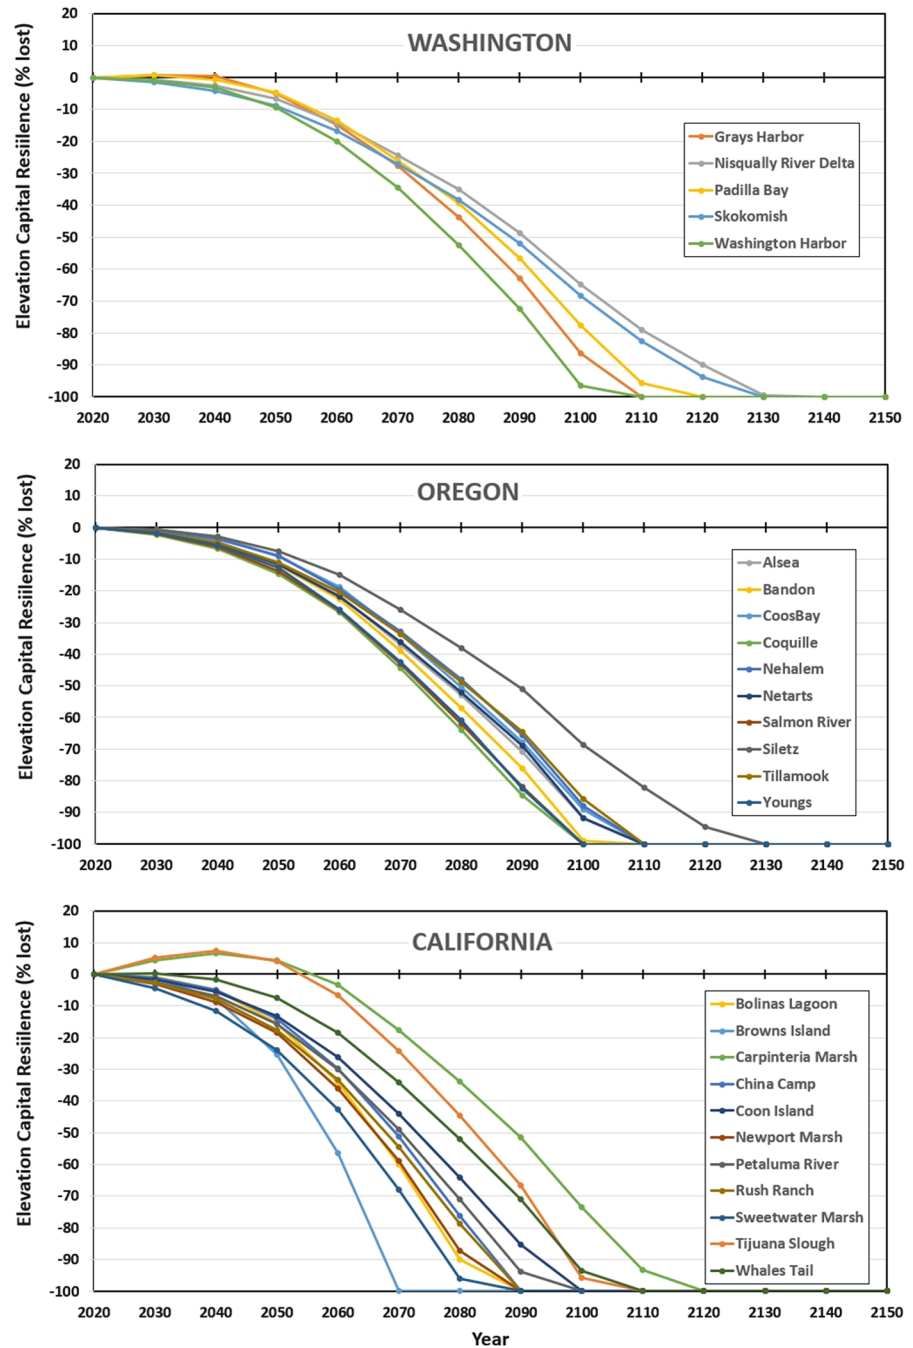 WASHINGTON
Elevation Capital Resiilence (% lost)
20
10
0
-10
-20
-30
-40
-50
-60
-70
-80
-90
-100
2020 2030 2040 2050 2060 2070 2080 2090 2100 2110 2120 2130 2140 2150
Grays Harbor
Nisqually River Delta
Padilla Bay
Skokomish
Washington Harbor
OREGON
Elevation Capital Resiilence (% lost)
20
10
0
-10
-20
-30
-40
-50
-60
-70
-80
-90
-100
2020 2030 2040 2050 2060 2070 2080 2090 2100 2110 2120 2130 2140 2150
Alsea
Bandon
CoosBay
Coquille
Nehalem
Netarts
Salmon River
Siletz
Tillamook
Youngs
CALIFORNIA
Elevation Capital Resiilence (% lost)
20
10
0
-10
-20
-30
-40
-50
-60
-70
-80
-90
-100
2020 2030 2040 2050 2060 2070 2080 2090 2100 2110 2120 2130 2140 2150
Bolinas Lagoon
Browns Island
Carpinteria Marsh
China Camp
Coon Island
Newport Marsh
Petaluma River
Rush Ranch
Sweetwater Marsh
Tijuana Slough
Whales Tail
Year